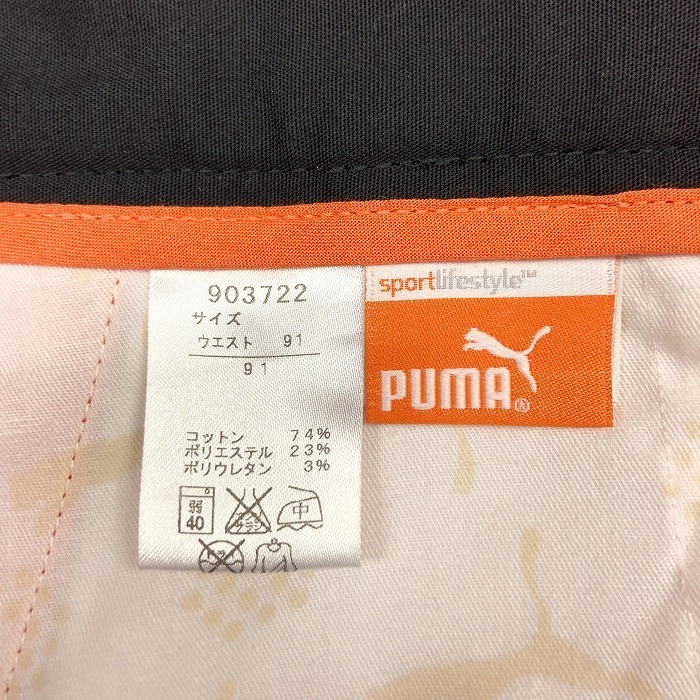 903722
サイズ
ウエスト 91
91
コットン 74%
ポリエステル 23%
ポリウレタン 3%
弱
40
中
sportlifestyle™
PUMA®